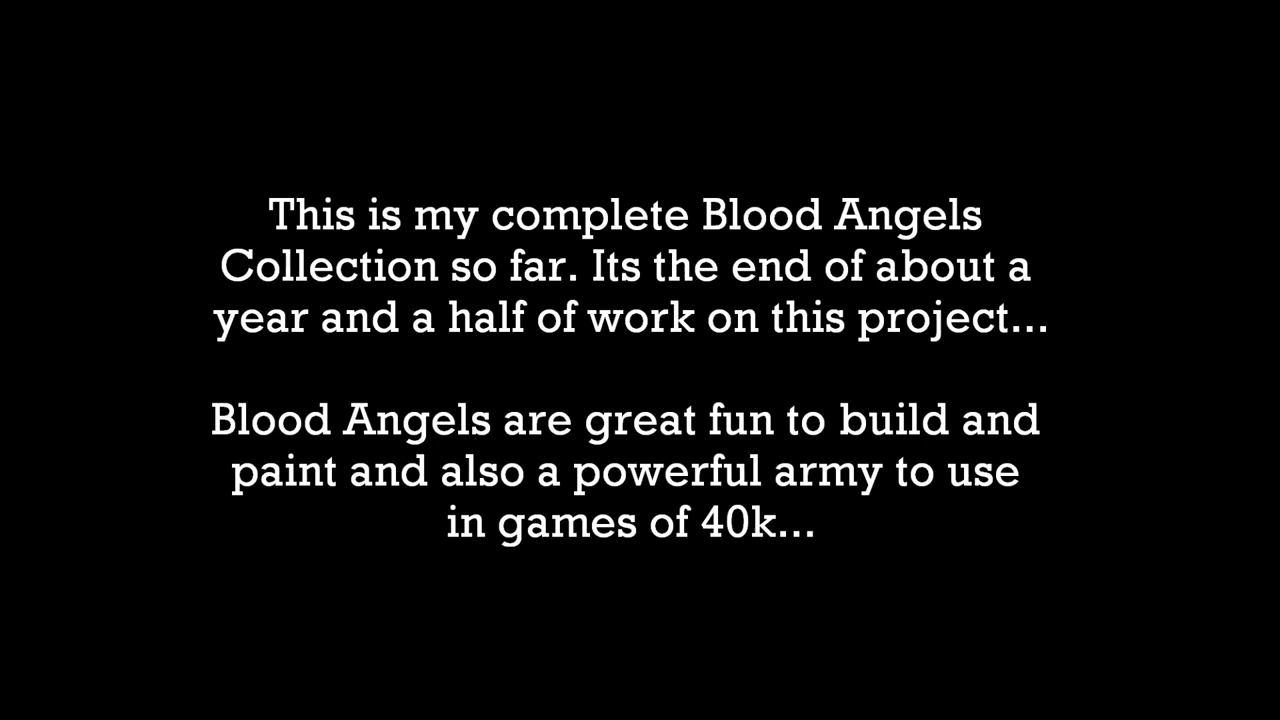 This is my complete Blood Angels
Collection so far. Its the end of about a
year and a half of work on this project...
Blood Angels are great fun to build and
paint and also a powerful army to use
in games of 40k...